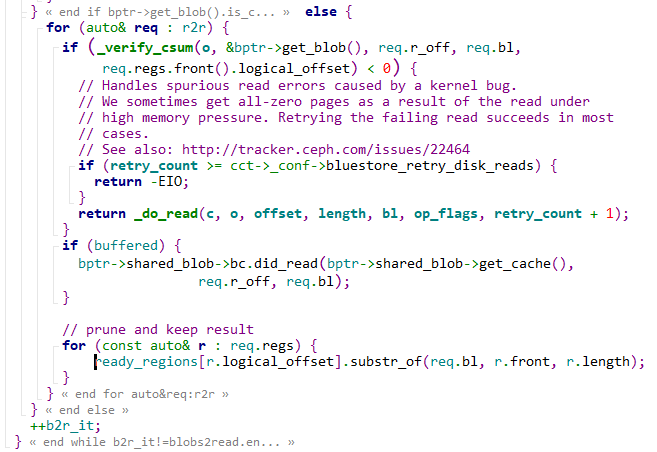 } « end if bptr->get_blob().is_c... »  else {
for (auto& req : r2r) {
if (_verify_csum(o, &bptr->get_blob(), req.r_off, req.bl,
req.regs.front().logical_offset) < 0) {
// Handles spurious read errors caused by a kernel bug.
// We sometimes get all-zero pages as a result of the read under
// high memory pressure. Retrying the failing read succeeds in most
// cases.
// See also: http://tracker.ceph.com/issues/22464
if (retry_count >= cct->_conf->bluestore_retry_disk_reads) {
return -EIO;
}
return _do_read(c, o, offset, length, bl, op_flags, retry_count + 1);
}
if (buffered) {
bptr->shared_blob->bc.did_read(bptr->shared_blob->get_cache(),
req.r_off, req.bl);
}
// prune and keep result
for (const auto& r : req.regs) {
ready_regions[r.logical_offset].substr_of(req.bl, r.front, r.length);
}
} « end for auto&req:r2r »
} « end else »
++b2r_it;
} « end while b2r_it!=blobs2read.en... »